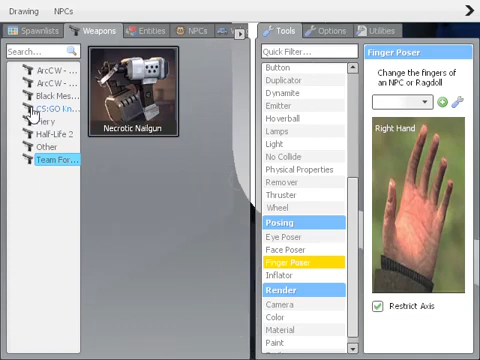 Drawing NPCs
Spawnlists Weapons Entities NPCs
Tools Options Utilities
Search...
ArcCW - ...
ArcCW - ...
Black Mes...
CS:GO Kn...
Half-Life 2
Other
Team For...
Necrotic Nailgun
Quick Filter...
Button
Duplicator
Dynamite
Emitter
Hoverball
Lamps
Light
No Collide
Physical Properties
Remover
Thruster
Wheel
Posing
Eye Poser
Face Poser
Finger Poser
Inflator
Render
Camera
Color
Material
Paint
Finger Poser
Change the fingers of
an NPC or Ragdoll
Right Hand
Restrict Axis